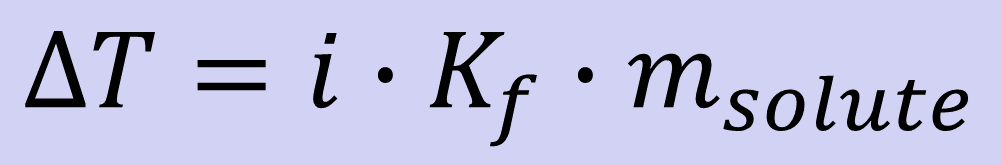 ΔT = i · K_f · m_solute